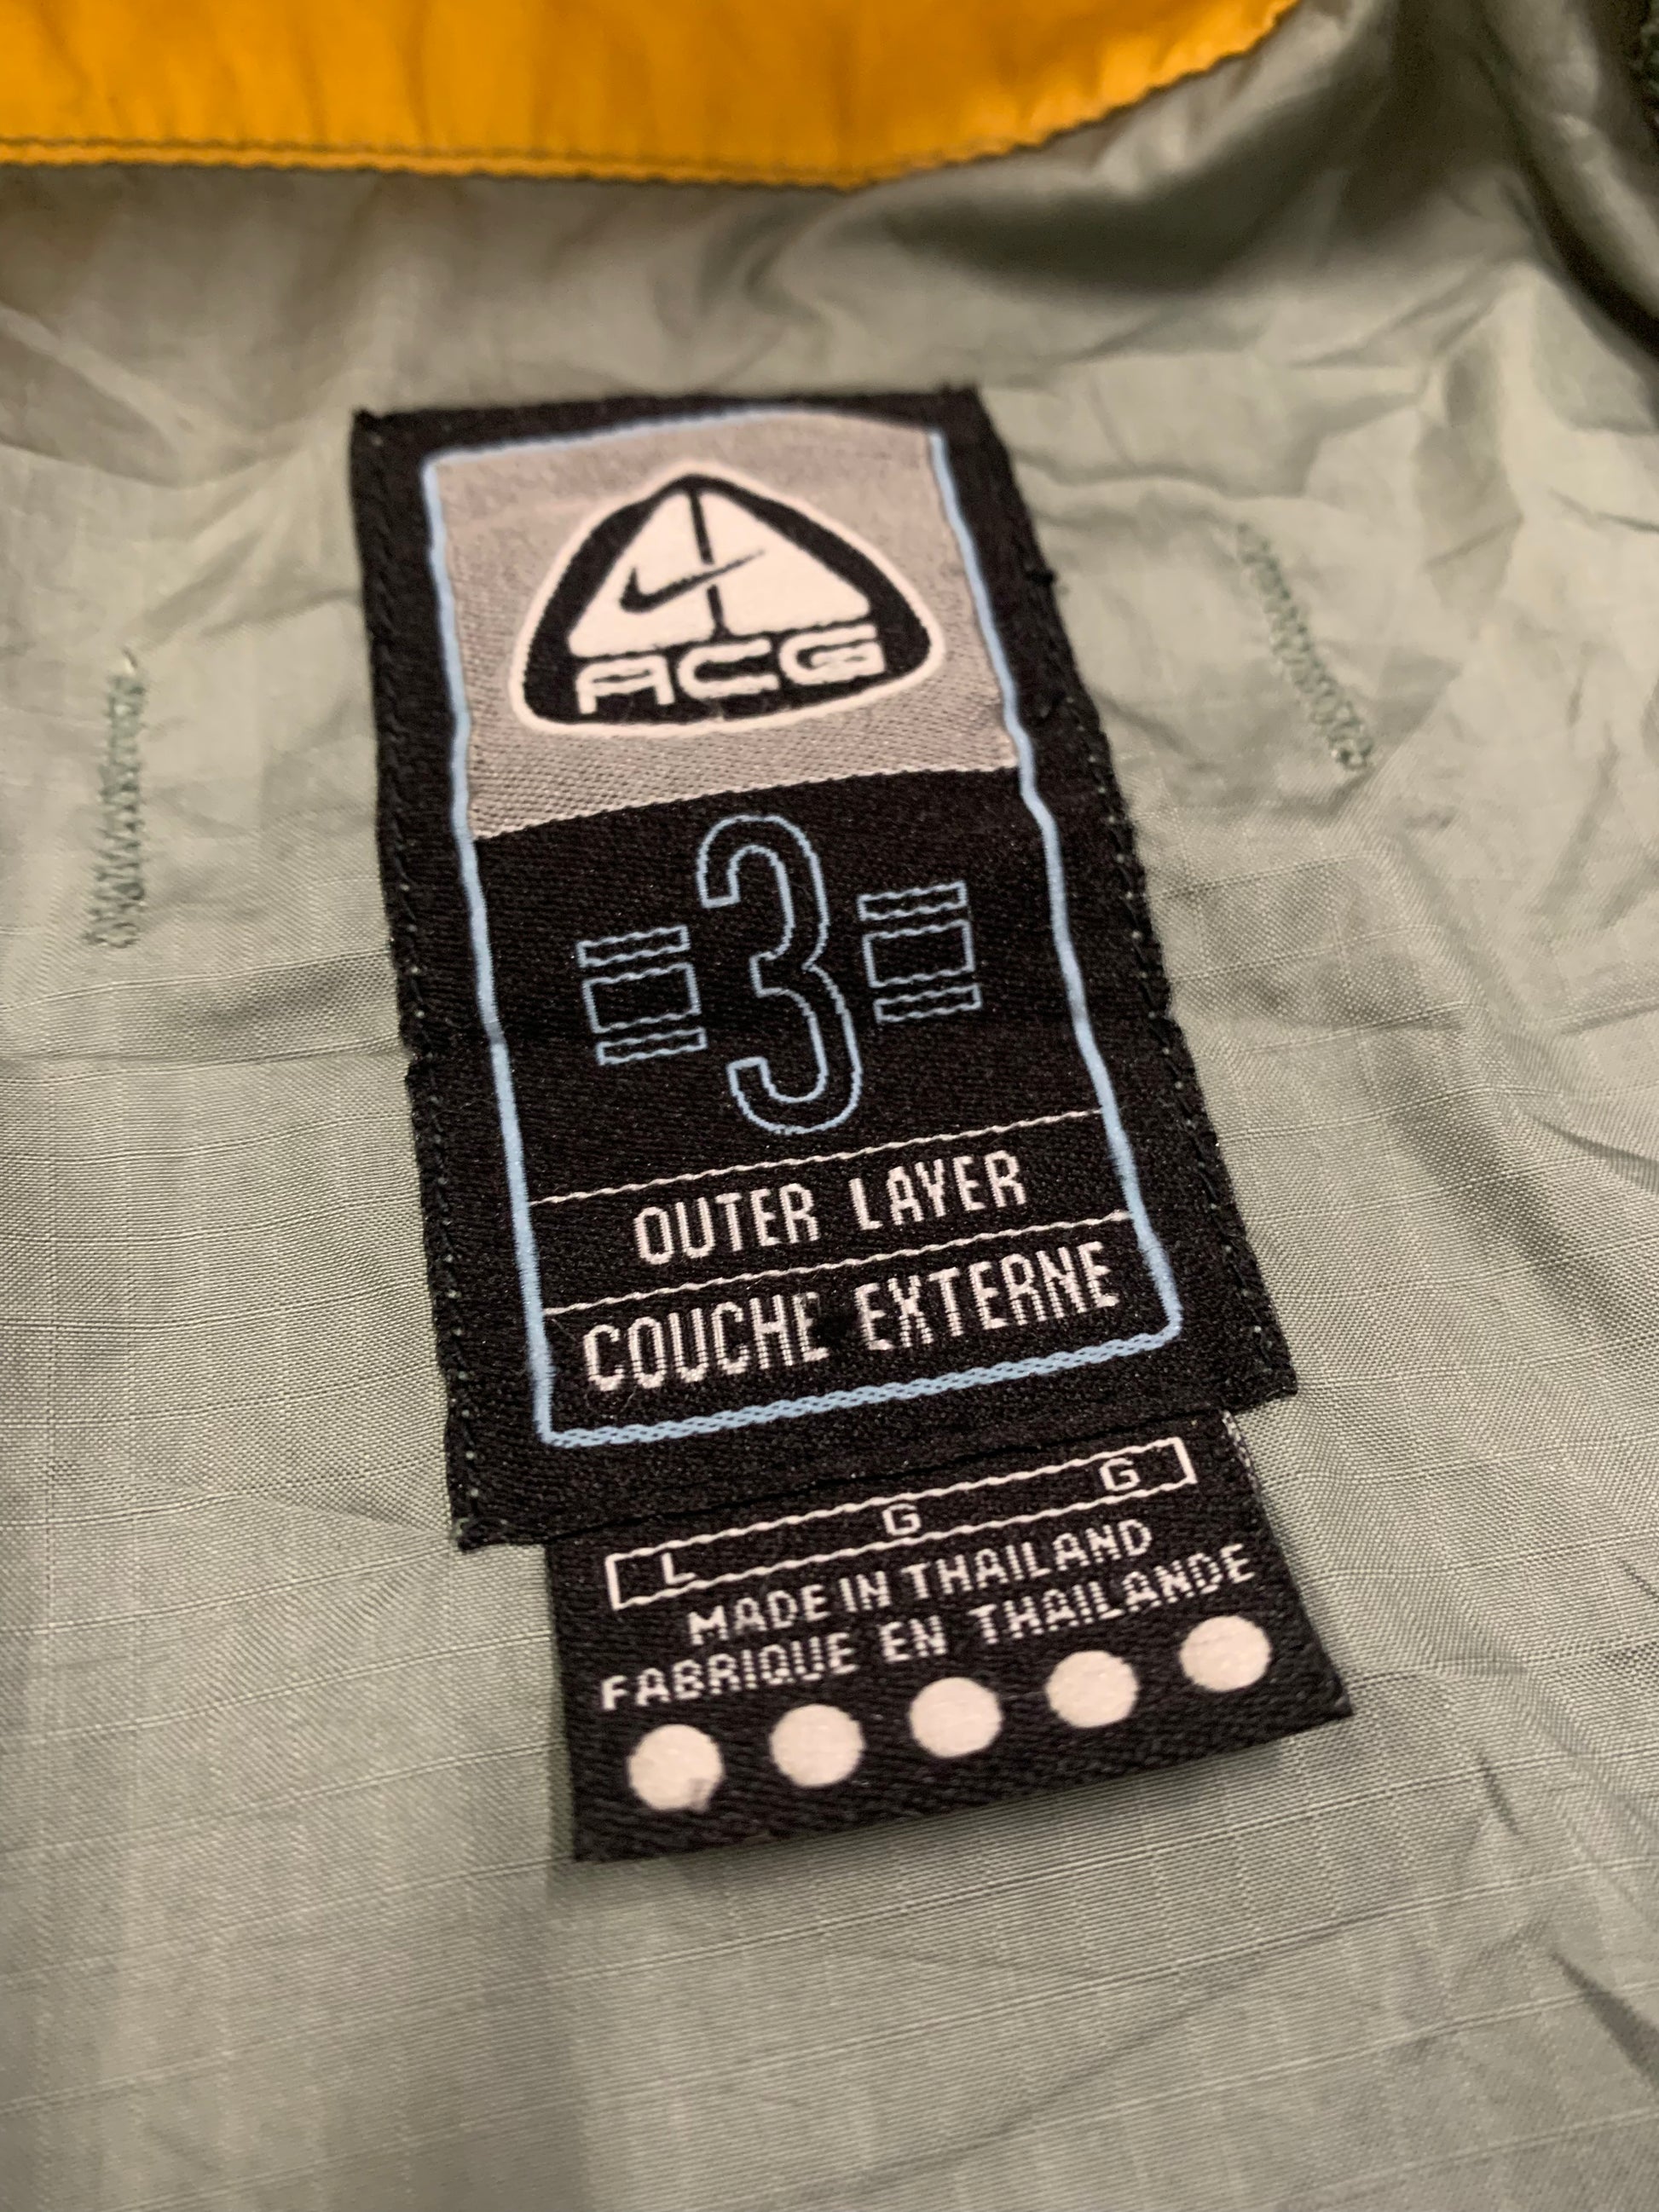 ACG
3
OUTER LAYER
COUCHE EXTERNE
L G G
MADE IN THAILAND
FABRIQUE EN THAILANDE